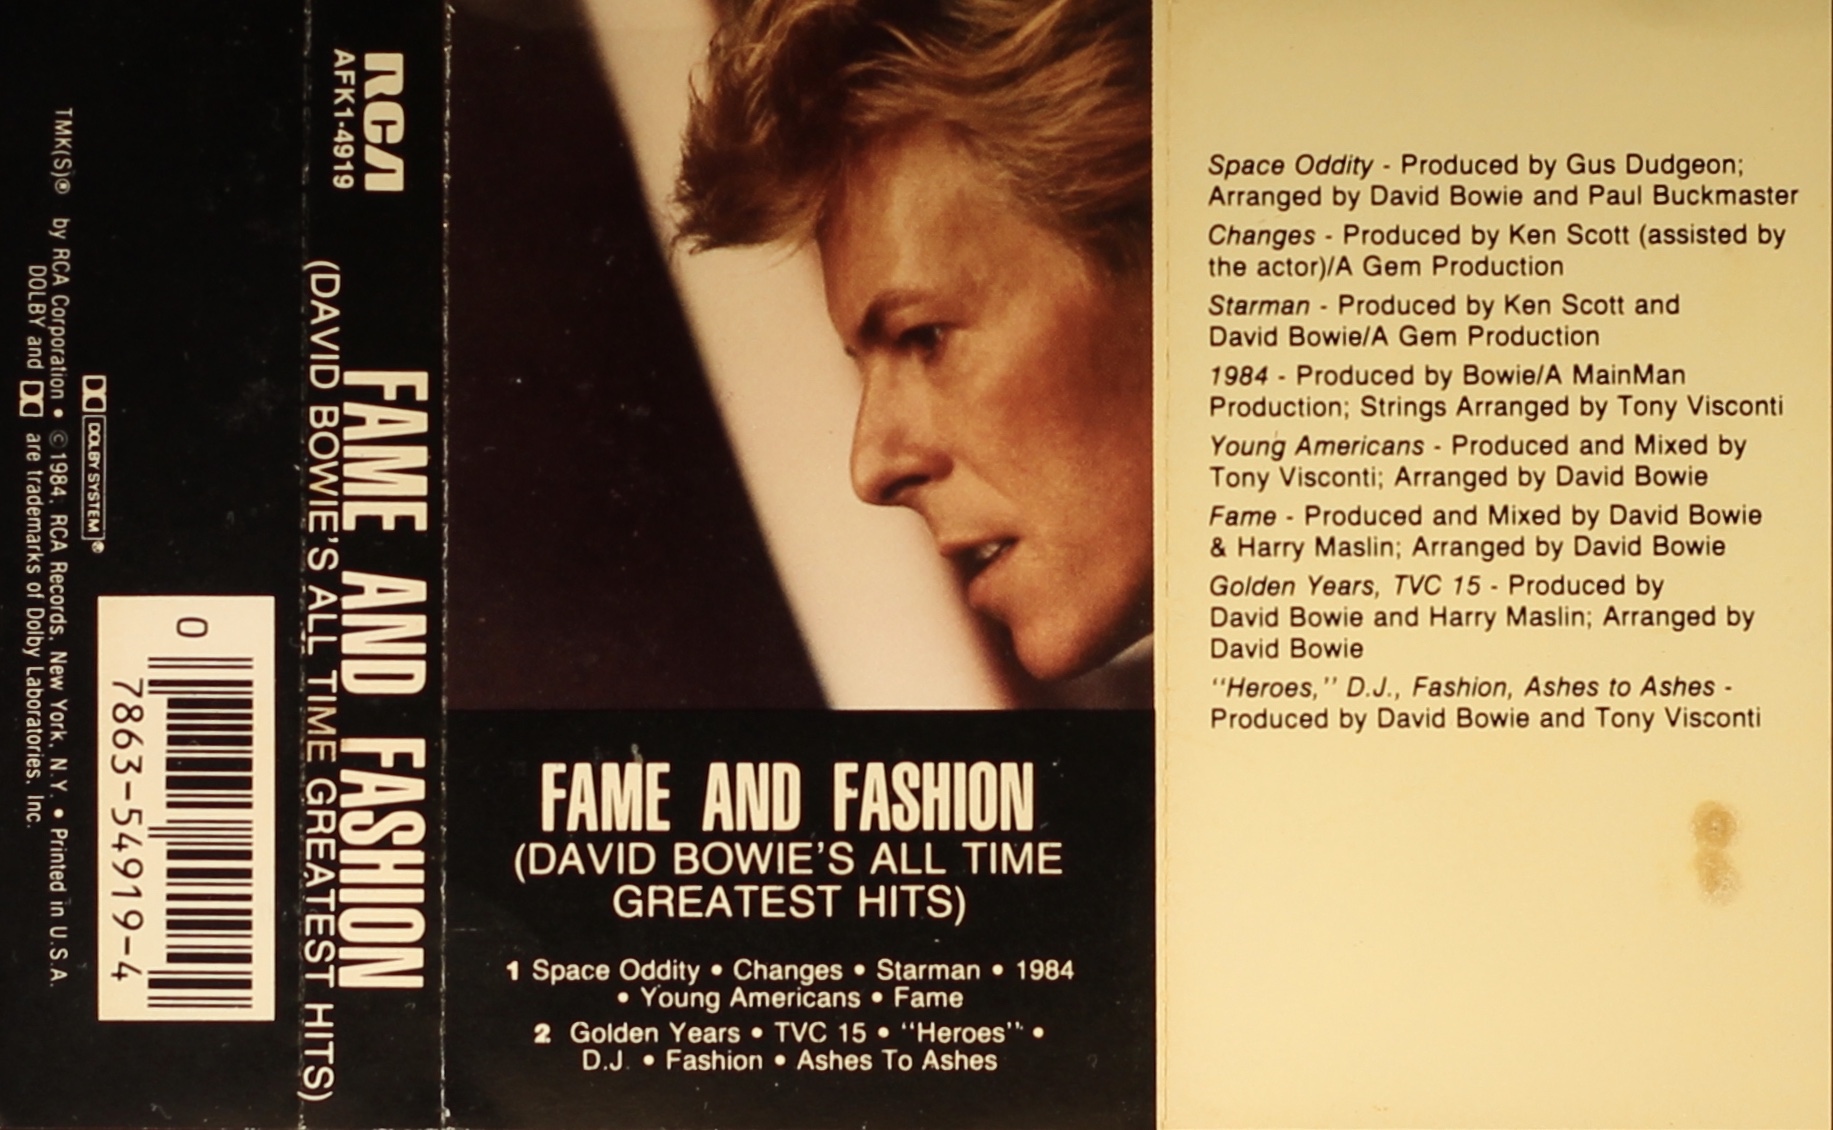 TMK(S)® by RCA Corporation • © 1984, RCA Records, New York, N.Y. • Printed in U.S.A.
DOLBY and are trademarks of Dolby Laboratories, Inc.
DOLBY SYSTEM®
0
7863-54919-4
RCA
AFK1-4919
FAME AND FASHION
(DAVID BOWIE'S ALL TIME GREATEST HITS)
FAME AND FASHION
(DAVID BOWIE'S ALL TIME
GREATEST HITS)
1 Space Oddity • Changes • Starman • 1984
• Young Americans • Fame
2 Golden Years • TVC 15 • "Heroes" •
D.J. • Fashion • Ashes To Ashes
Space Oddity - Produced by Gus Dudgeon;
Arranged by David Bowie and Paul Buckmaster
Changes - Produced by Ken Scott (assisted by
the actor)/A Gem Production
Starman - Produced by Ken Scott and
David Bowie/A Gem Production
1984 - Produced by Bowie/A MainMan
Production; Strings Arranged by Tony Visconti
Young Americans - Produced and Mixed by
Tony Visconti; Arranged by David Bowie
Fame - Produced and Mixed by David Bowie
& Harry Maslin; Arranged by David Bowie
Golden Years, TVC 15 - Produced by
David Bowie and Harry Maslin; Arranged by
David Bowie
"Heroes," D.J., Fashion, Ashes to Ashes -
Produced by David Bowie and Tony Visconti